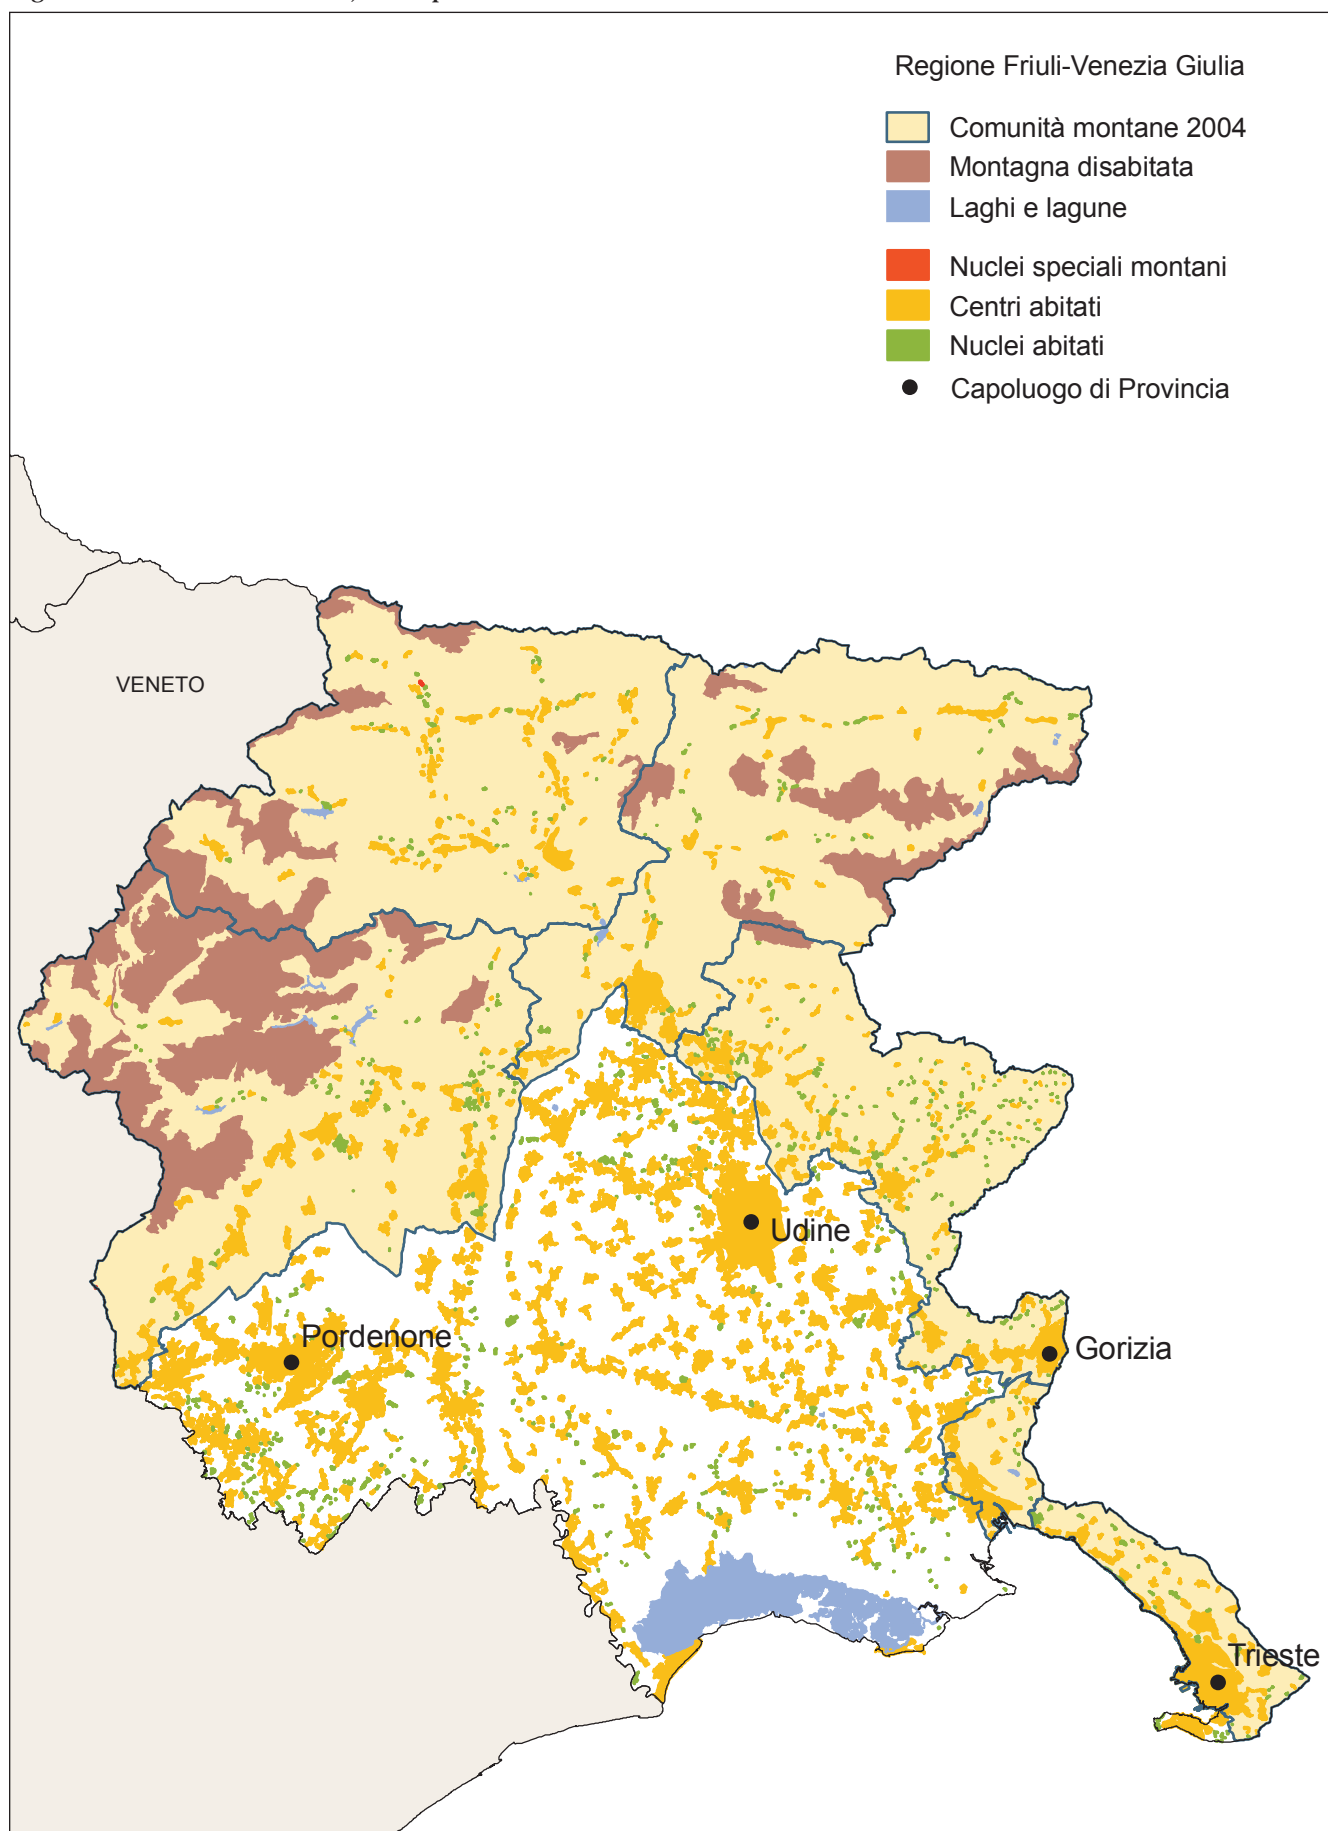 Regione Friuli-Venezia Giulia
Comunità montane 2004
Montagna disabitata
Laghi e lagune
Nuclei speciali montani
Centri abitati
Nuclei abitati
Capoluogo di Provincia
VENETO
Udine
Pordenone
Gorizia
Trieste